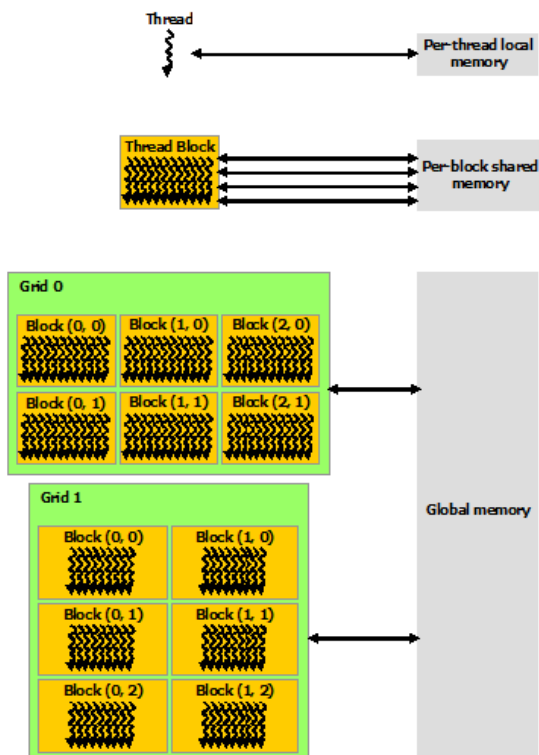 Thread
Per-thread local
memory
Thread Block
Per-block shared
memory
Grid 0
Block (0, 0) Block (1, 0) Block (2, 0)
Block (0, 1) Block (1, 1) Block (2, 1)
Grid 1
Global memory
Block (0, 0) Block (1, 0)
Block (0, 1) Block (1, 1)
Block (0, 2) Block (1, 2)